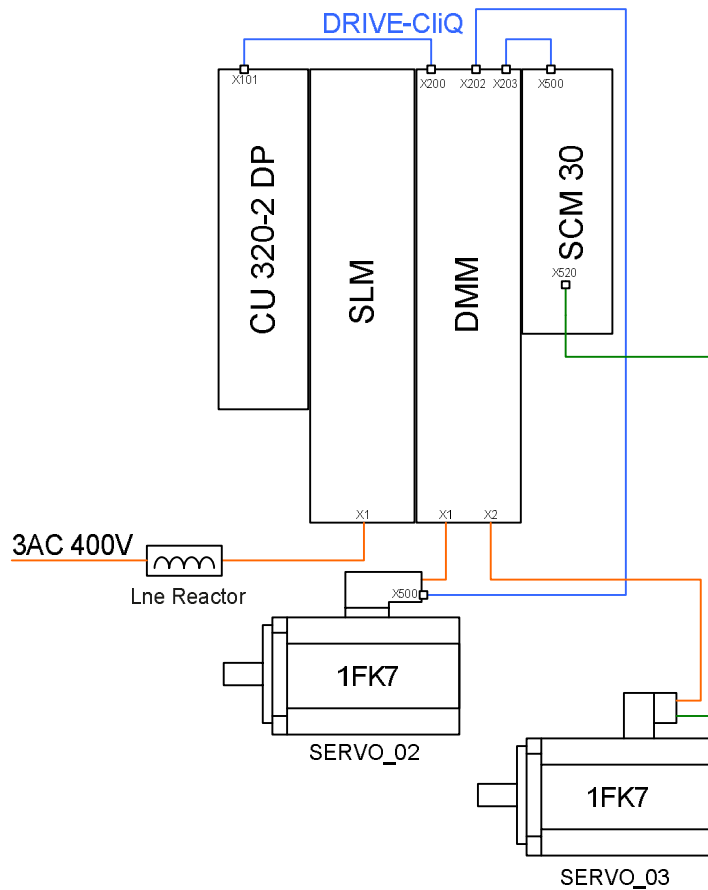 DRIVE-CliQ
X101
X200
X202
X203
X500
CU 320-2 DP
SLM
DMM
SCM 30
X520
X1
X1
X2
3AC 400V
Lne Reactor
X500
1FK7
SERVO_02
1FK7
SERVO_03